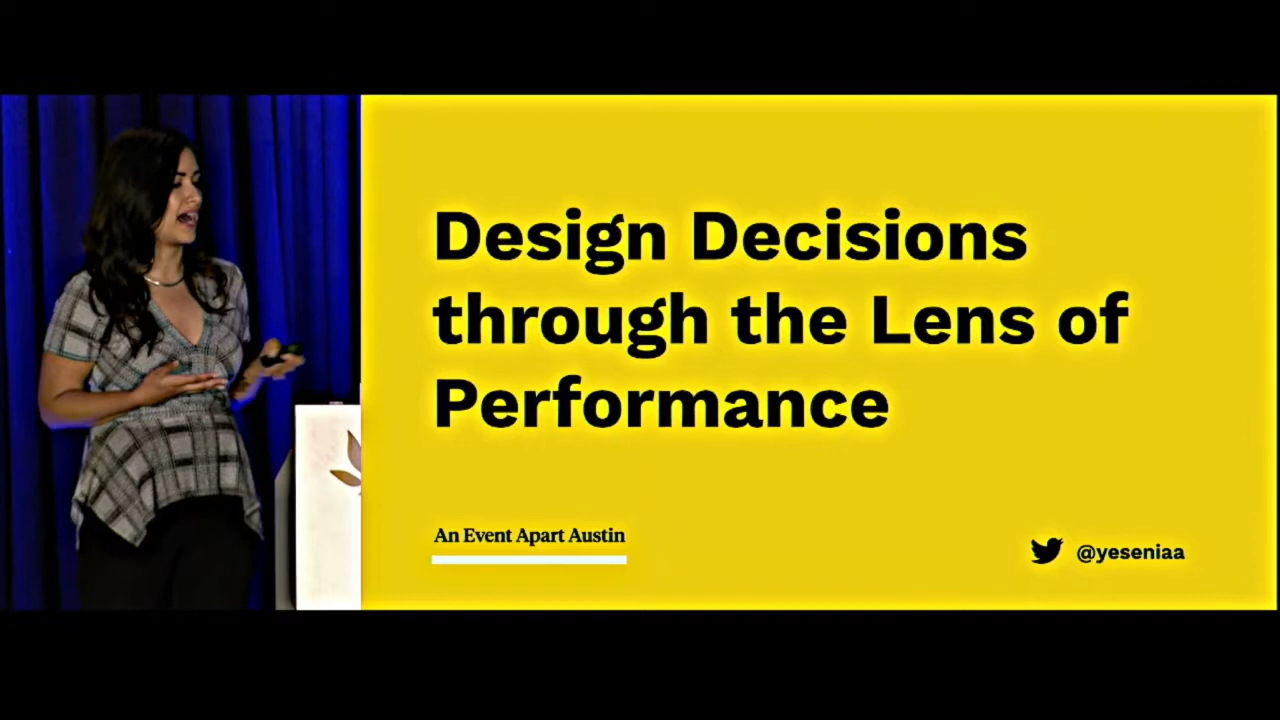 Design Decisions
through the Lens of
Performance
An Event Apart Austin
@yeseniaa